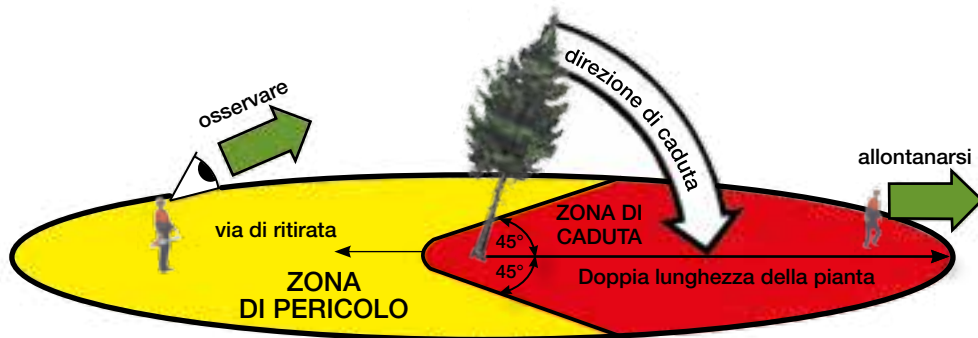 osservare
direzione di caduta
allontanarsi
via di ritirata
ZONA DI
CADUTA
45°
45°
Doppia lunghezza della pianta
ZONA
DI PERICOLO